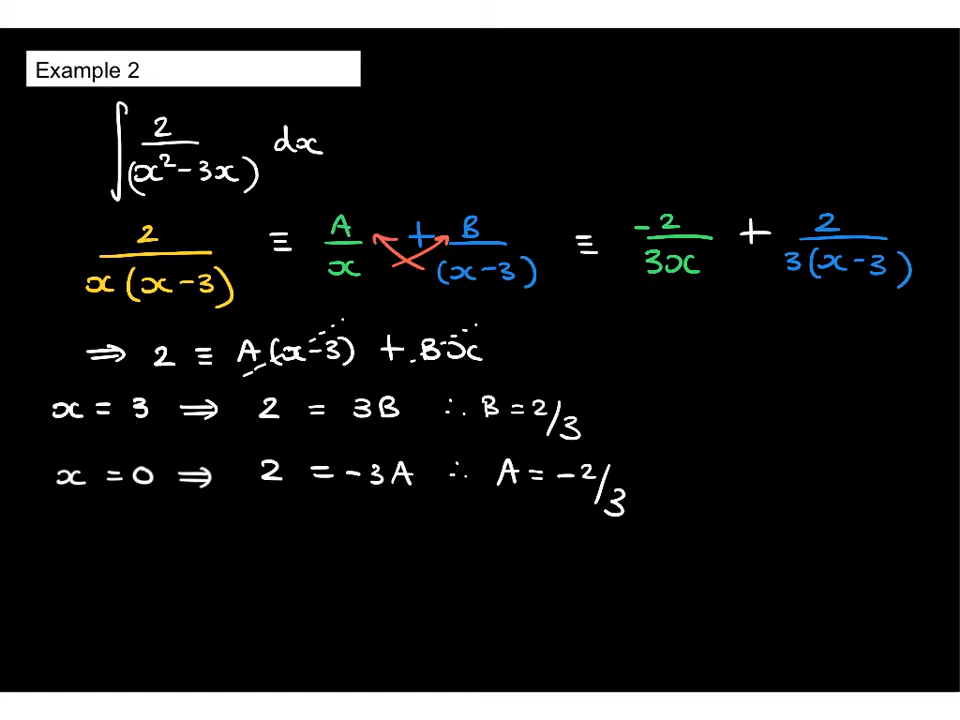 Example 2
∫ 2/(x² - 3x) dx
2/(x(x - 3)) ≡ A/x + B/(x - 3) ≡ -2/3x + 2/(3(x - 3))
⇒ 2 ≡ A(x - 3) + B·x
x = 3 ⇒ 2 = 3B ∴ B = 2/3
x = 0 ⇒ 2 = -3A ∴ A = -2/3